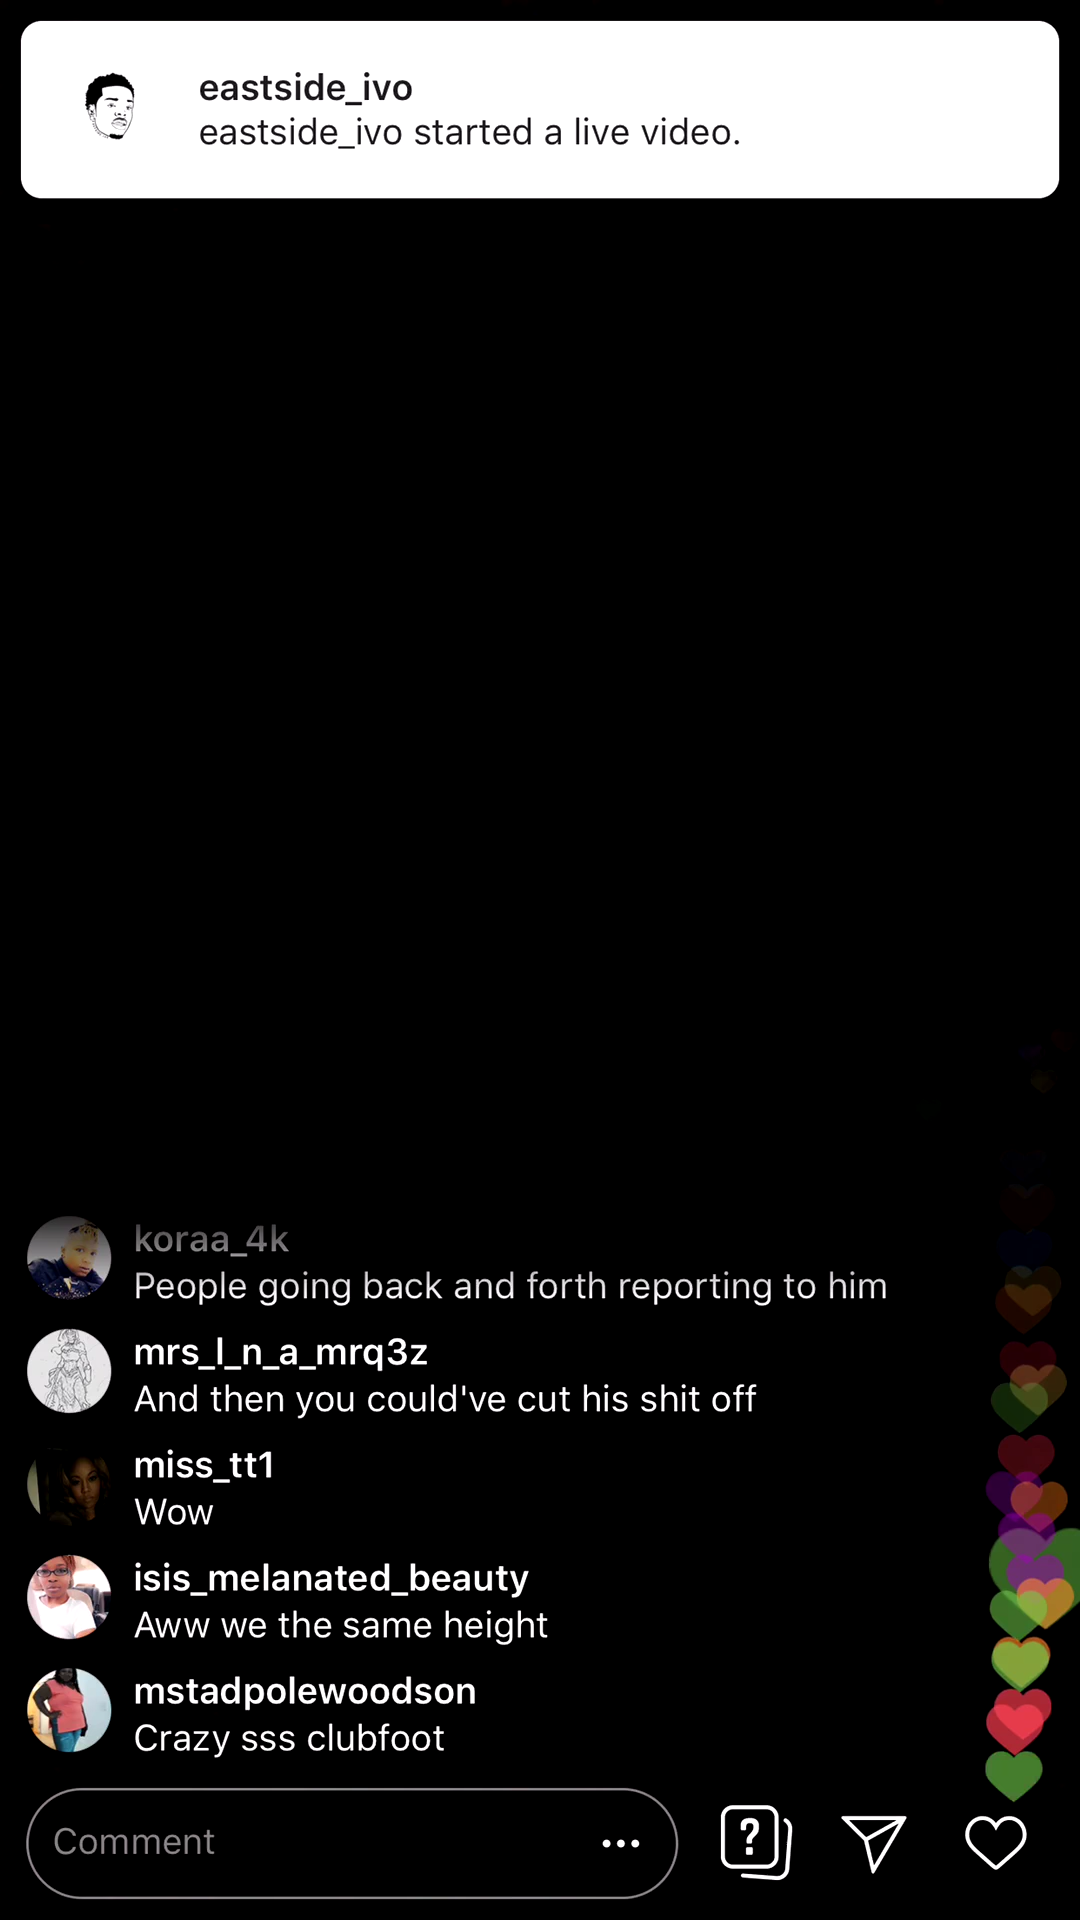 eastside_ivo
eastside_ivo started a live video.
koraa_4k
People going back and forth reporting to him
mrs_l_n_a_mrq3z
And then you could've cut his shit off
miss_tt1
Wow
isis_melanated_beauty
Aww we the same height
mstadpolewoodson
Crazy sss clubfoot
Comment
?